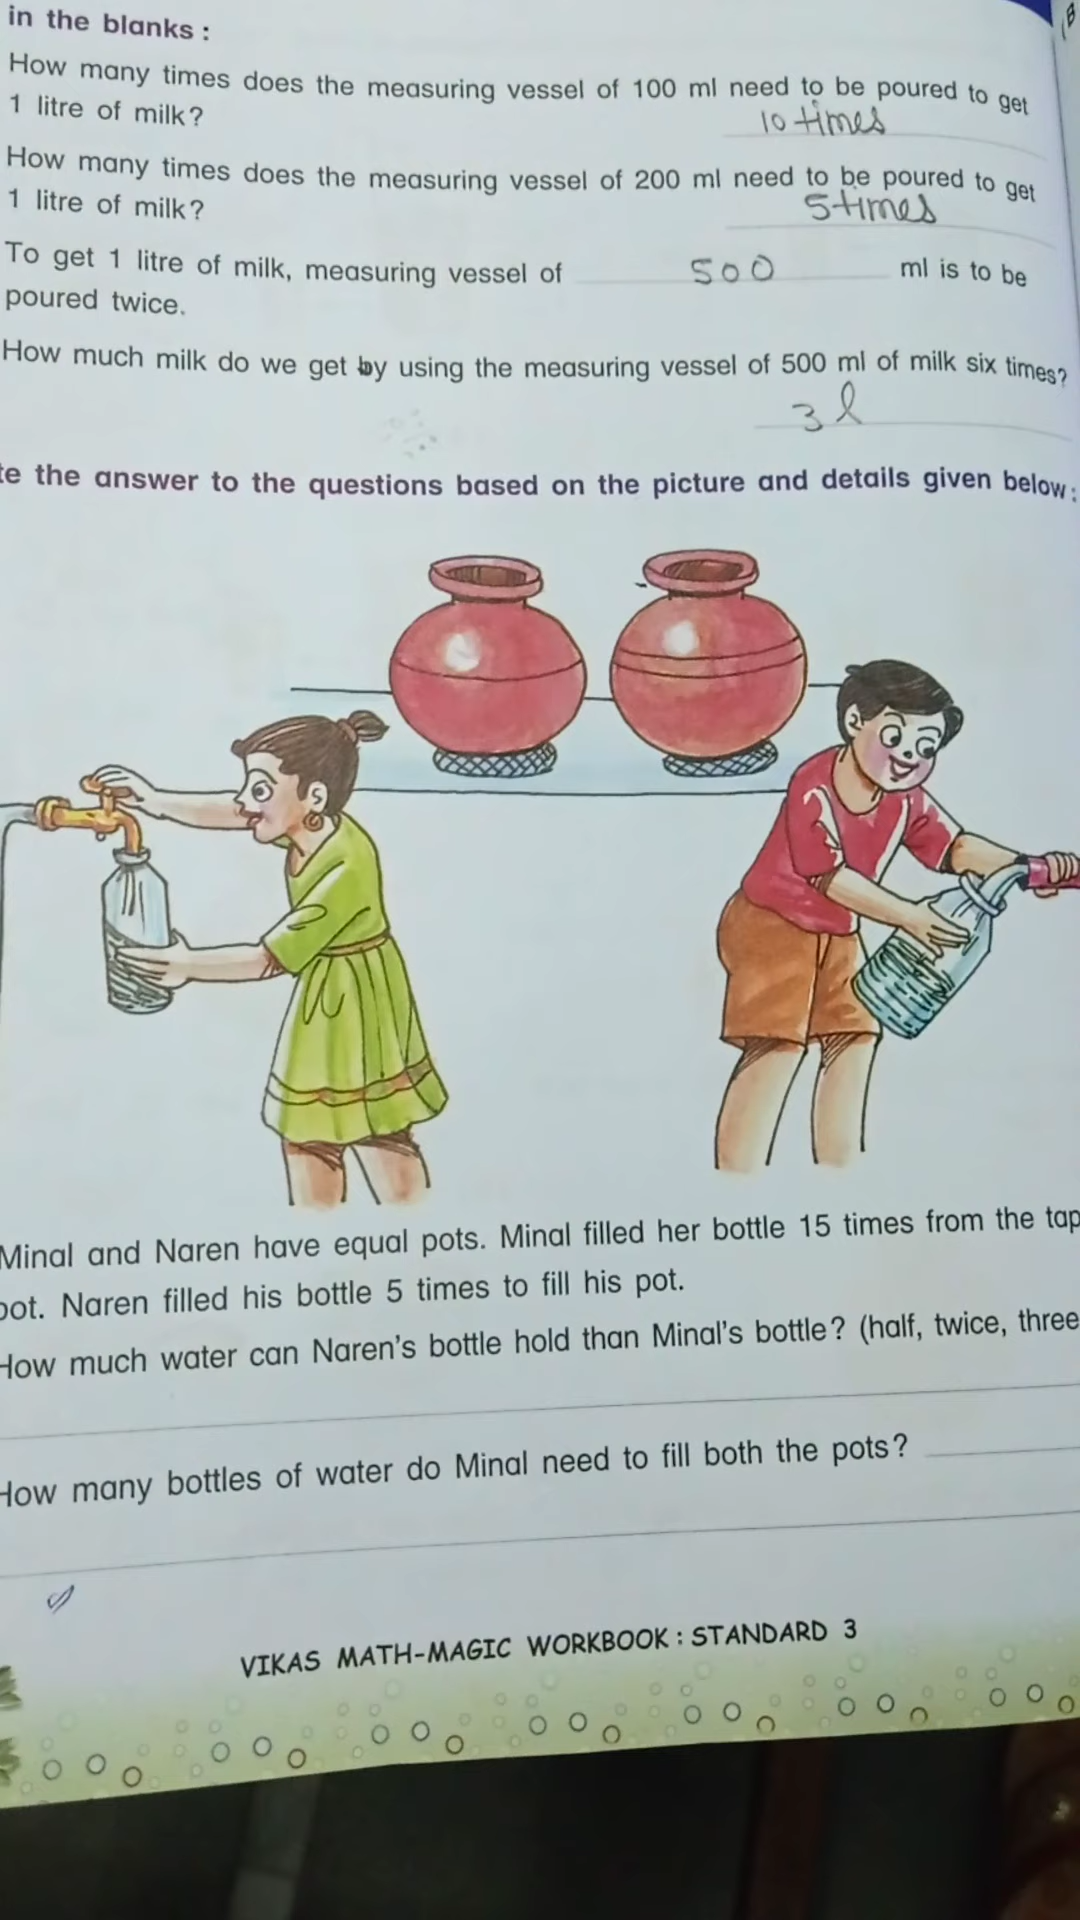 in the blanks :
How many times does the measuring vessel of 100 ml need to be poured to get
1 litre of milk?
10 times
How many times does the measuring vessel of 200 ml need to be poured to get
1 litre of milk?
5 times
To get 1 litre of milk, measuring vessel of 500 ml is to be
poured twice.
How much milk do we get by using the measuring vessel of 500 ml of milk six times?
3 l
te the answer to the questions based on the picture and details given below :
Minal and Naren have equal pots. Minal filled her bottle 15 times from the tap
pot. Naren filled his bottle 5 times to fill his pot.
How much water can Naren's bottle hold than Minal's bottle? (half, twice, three
How many bottles of water do Minal need to fill both the pots?
VIKAS MATH-MAGIC WORKBOOK : STANDARD 3